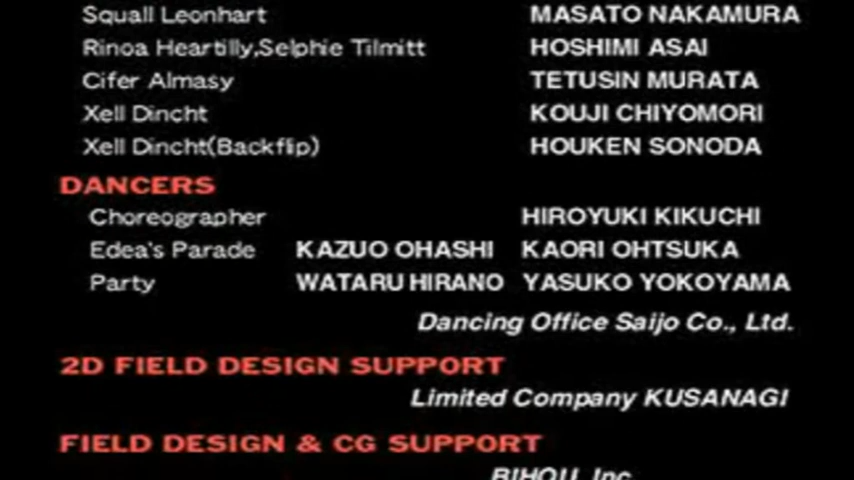 Squall Leonhart MASATO NAKAMURA
Rinoa Heartilly,Selphie Tilmitt HOSHIMI ASAI
Cifer Almasy TETUSIN MURATA
Xell Dincht KOUJI CHIYOMORI
Xell Dincht(Backflip) HOUKEN SONODA
DANCERS
Choreographer HIROYUKI KIKUCHI
Edea's Parade KAZUO OHASHI KAORI OHTSUKA
Party WATARU HIRANO YASUKO YOKOYAMA
Dancing Office Saijo Co., Ltd.
2D FIELD DESIGN SUPPORT
Limited Company KUSANAGI
FIELD DESIGN & CG SUPPORT
BIHOU, Inc